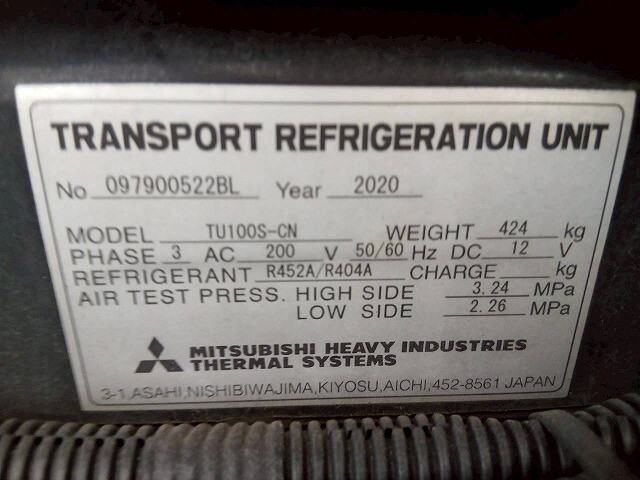 TRANSPORT REFRIGERATION UNIT
No 097900522BL Year 2020
MODEL TU100S-CN WEIGHT 424 kg
PHASE 3 AC 200 V 50/60 Hz DC 12 V
REFRIGERANT R452A/R404A CHARGE kg
AIR TEST PRESS. HIGH SIDE 3.24 MPa
LOW SIDE 2.26 MPa
MITSUBISHI HEAVY INDUSTRIES
THERMAL SYSTEMS
3-1,ASAHI,NISHIBIWAJIMA,KIYOSU,AICHI,452-8561 JAPAN